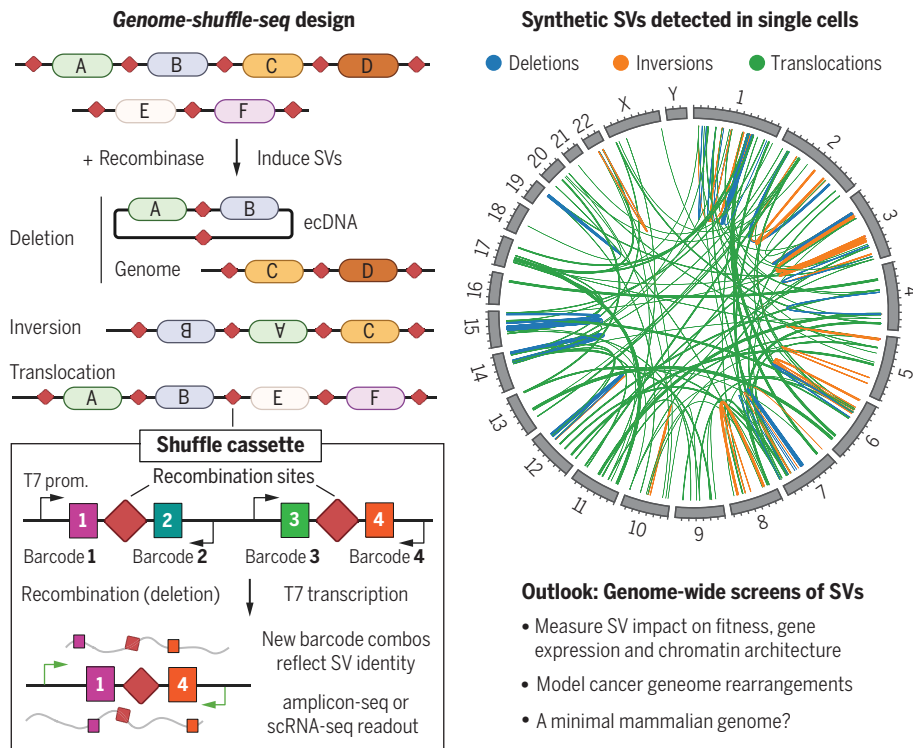 Genome-shuffle-seq design
A
B
C
D
E
F
+ Recombinase
Induce SVs
Deletion
A
B
ecDNA
Genome
C
D
Inversion
B
A
C
Translocation
A
B
E
F
Shuffle cassette
Recombination sites
T7 prom.
1
2
3
4
Barcode 1
Barcode 2
Barcode 3
Barcode 4
Recombination (deletion)
T7 transcription
New barcode combos
reflect SV identity
1
4
amplicon-seq or
scRNA-seq readout
Synthetic SVs detected in single cells
Deletions
Inversions
Translocations
1
2
3
4
5
6
7
8
9
10
11
12
13
14
15
16
17
18
19
20
21
22
X
Y
Outlook: Genome-wide screens of SVs
• Measure SV impact on fitness, gene
expression and chromatin architecture
• Model cancer geneome rearrangements
• A minimal mammalian genome?